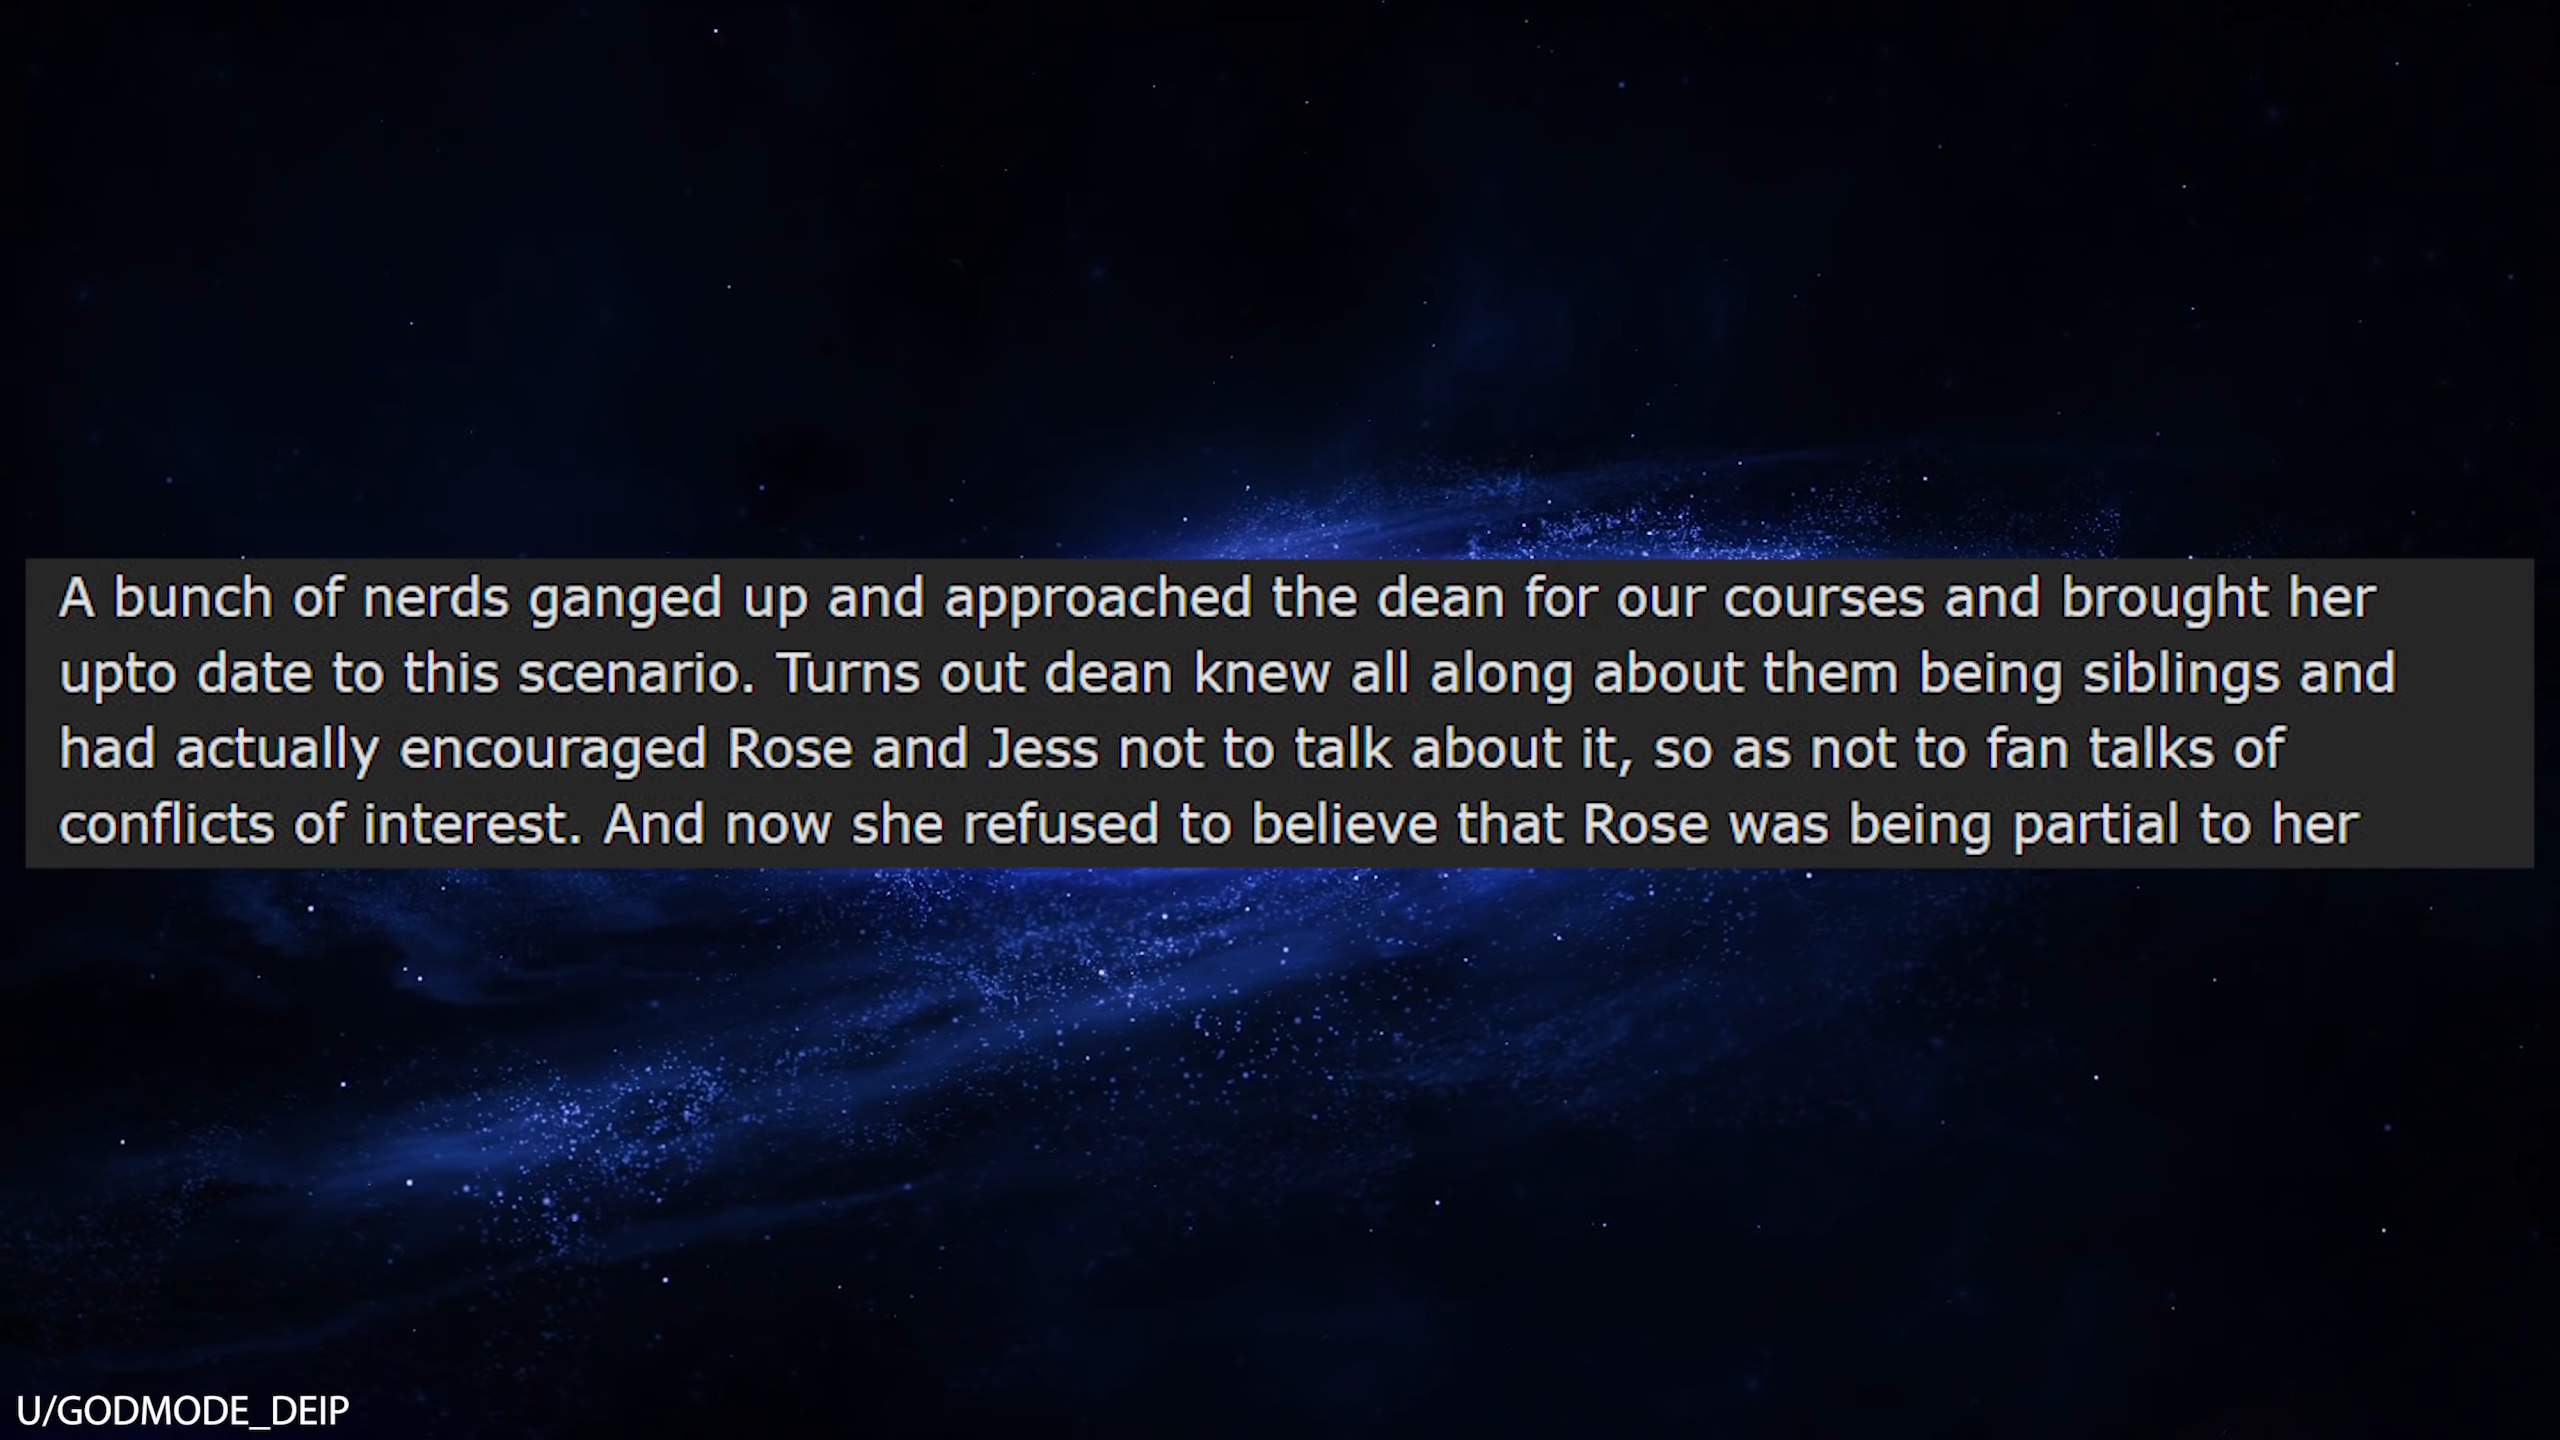 A bunch of nerds ganged up and approached the dean for our courses and brought her
upto date to this scenario. Turns out dean knew all along about them being siblings and
had actually encouraged Rose and Jess not to talk about it, so as not to fan talks of
conflicts of interest. And now she refused to believe that Rose was being partial to her
U/GODMODE_DEIP